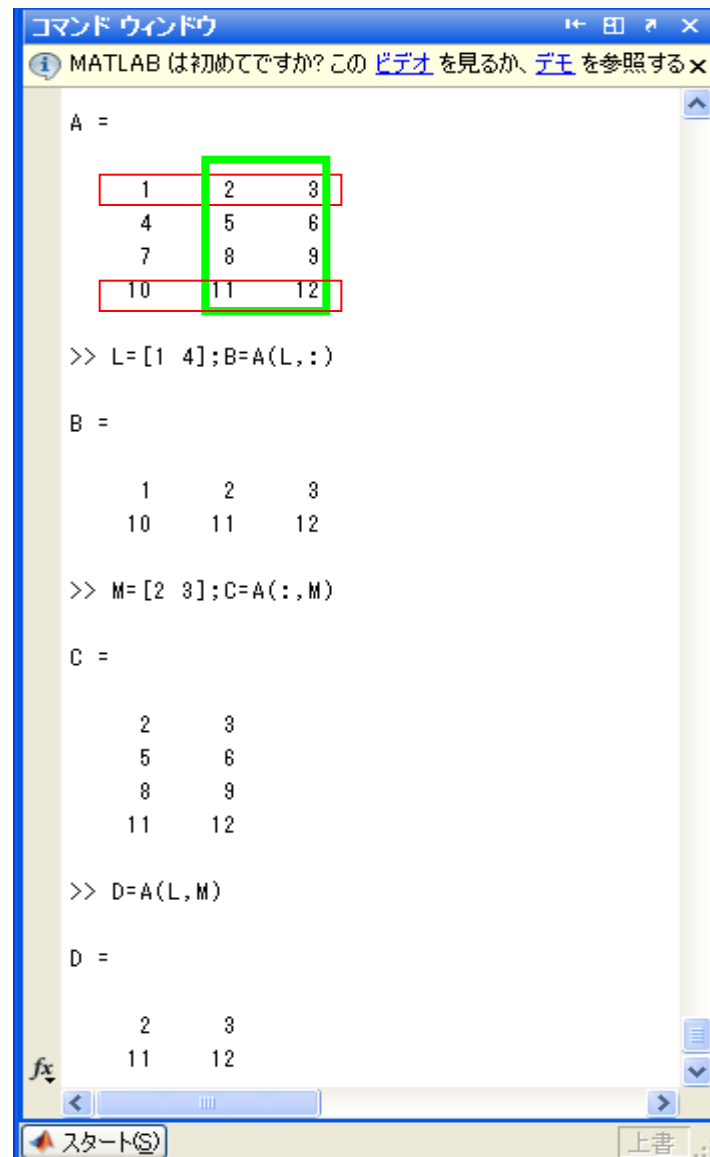 コマンド ウィンドウ
MATLAB は初めてですか? この ビデオ を見るか、デモ を参照する
A =
1 2 3
4 5 6
7 8 9
10 11 12
>> L=[1 4];B=A(L,:)
B =
1 2 3
10 11 12
>> M=[2 3];C=A(:,M)
C =
2 3
5 6
8 9
11 12
>> D=A(L,M)
D =
2 3
11 12
fx
スタート(S)
上書